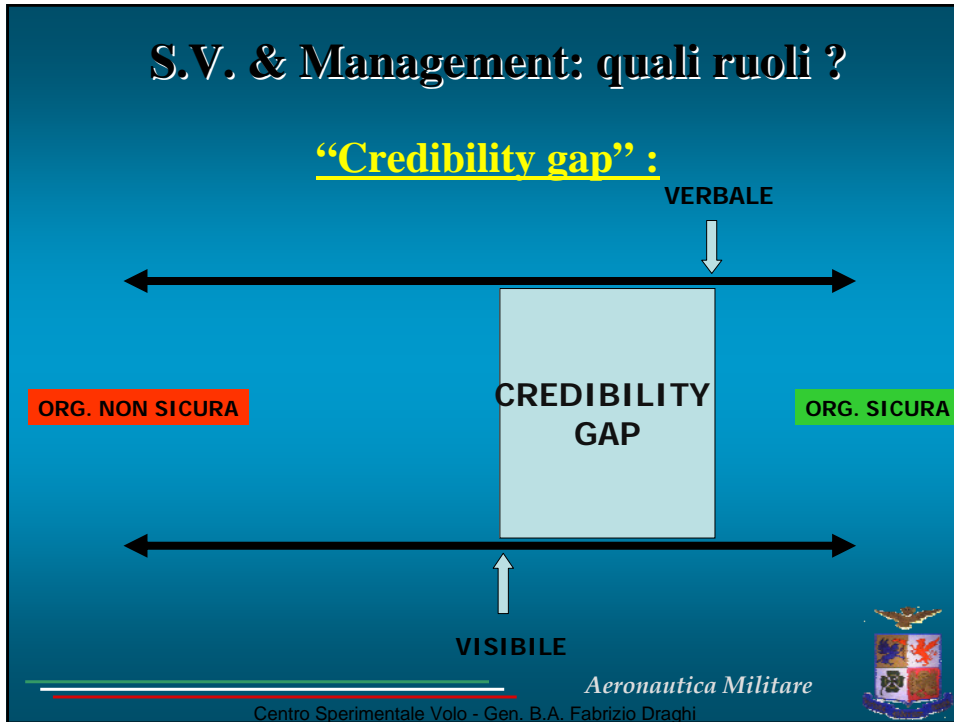 S.V. & Management: quali ruoli ?
“Credibility gap” :
VERBALE
CREDIBILITY
GAP
ORG. NON SICURA
ORG. SICURA
VISIBILE
Aeronautica Militare
Centro Sperimentale Volo - Gen. B.A. Fabrizio Draghi